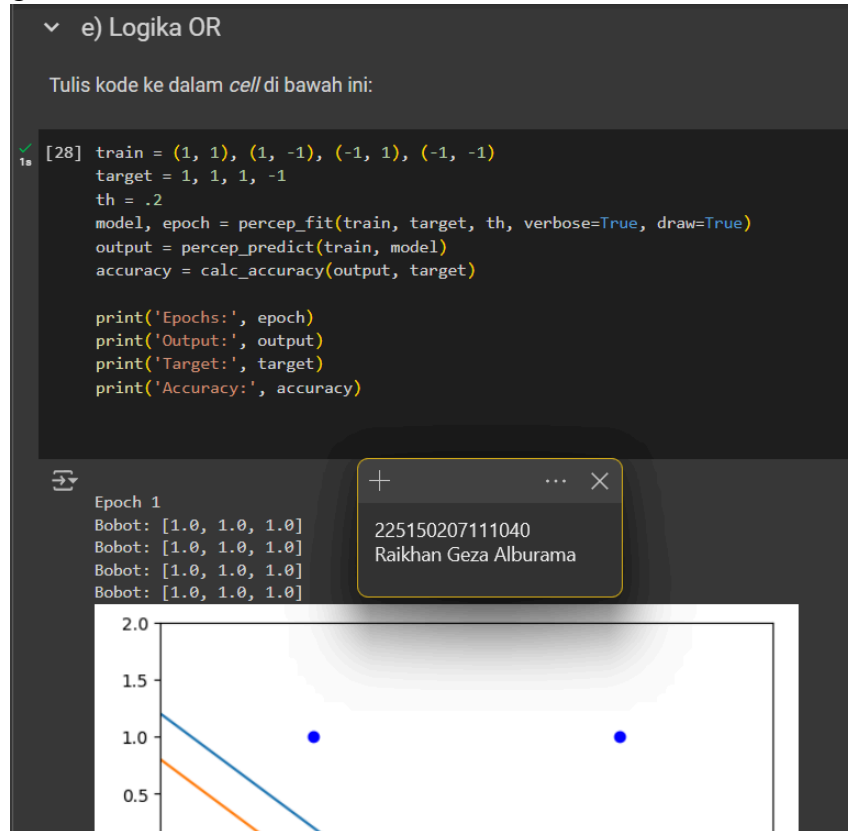 e) Logika OR
Tulis kode ke dalam cell di bawah ini:
1s
[28] train = (1, 1), (1, -1), (-1, 1), (-1, -1)
target = 1, 1, 1, -1
th = .2
model, epoch = percep_fit(train, target, th, verbose=True, draw=True)
output = percep_predict(train, model)
accuracy = calc_accuracy(output, target)
print('Epochs:', epoch)
print('Output:', output)
print('Target:', target)
print('Accuracy:', accuracy)
Epoch 1
Bobot: [1.0, 1.0, 1.0]
Bobot: [1.0, 1.0, 1.0]
Bobot: [1.0, 1.0, 1.0]
Bobot: [1.0, 1.0, 1.0]
225150207111040
Raikhan Geza Alburama
2.0
1.5
1.0
0.5